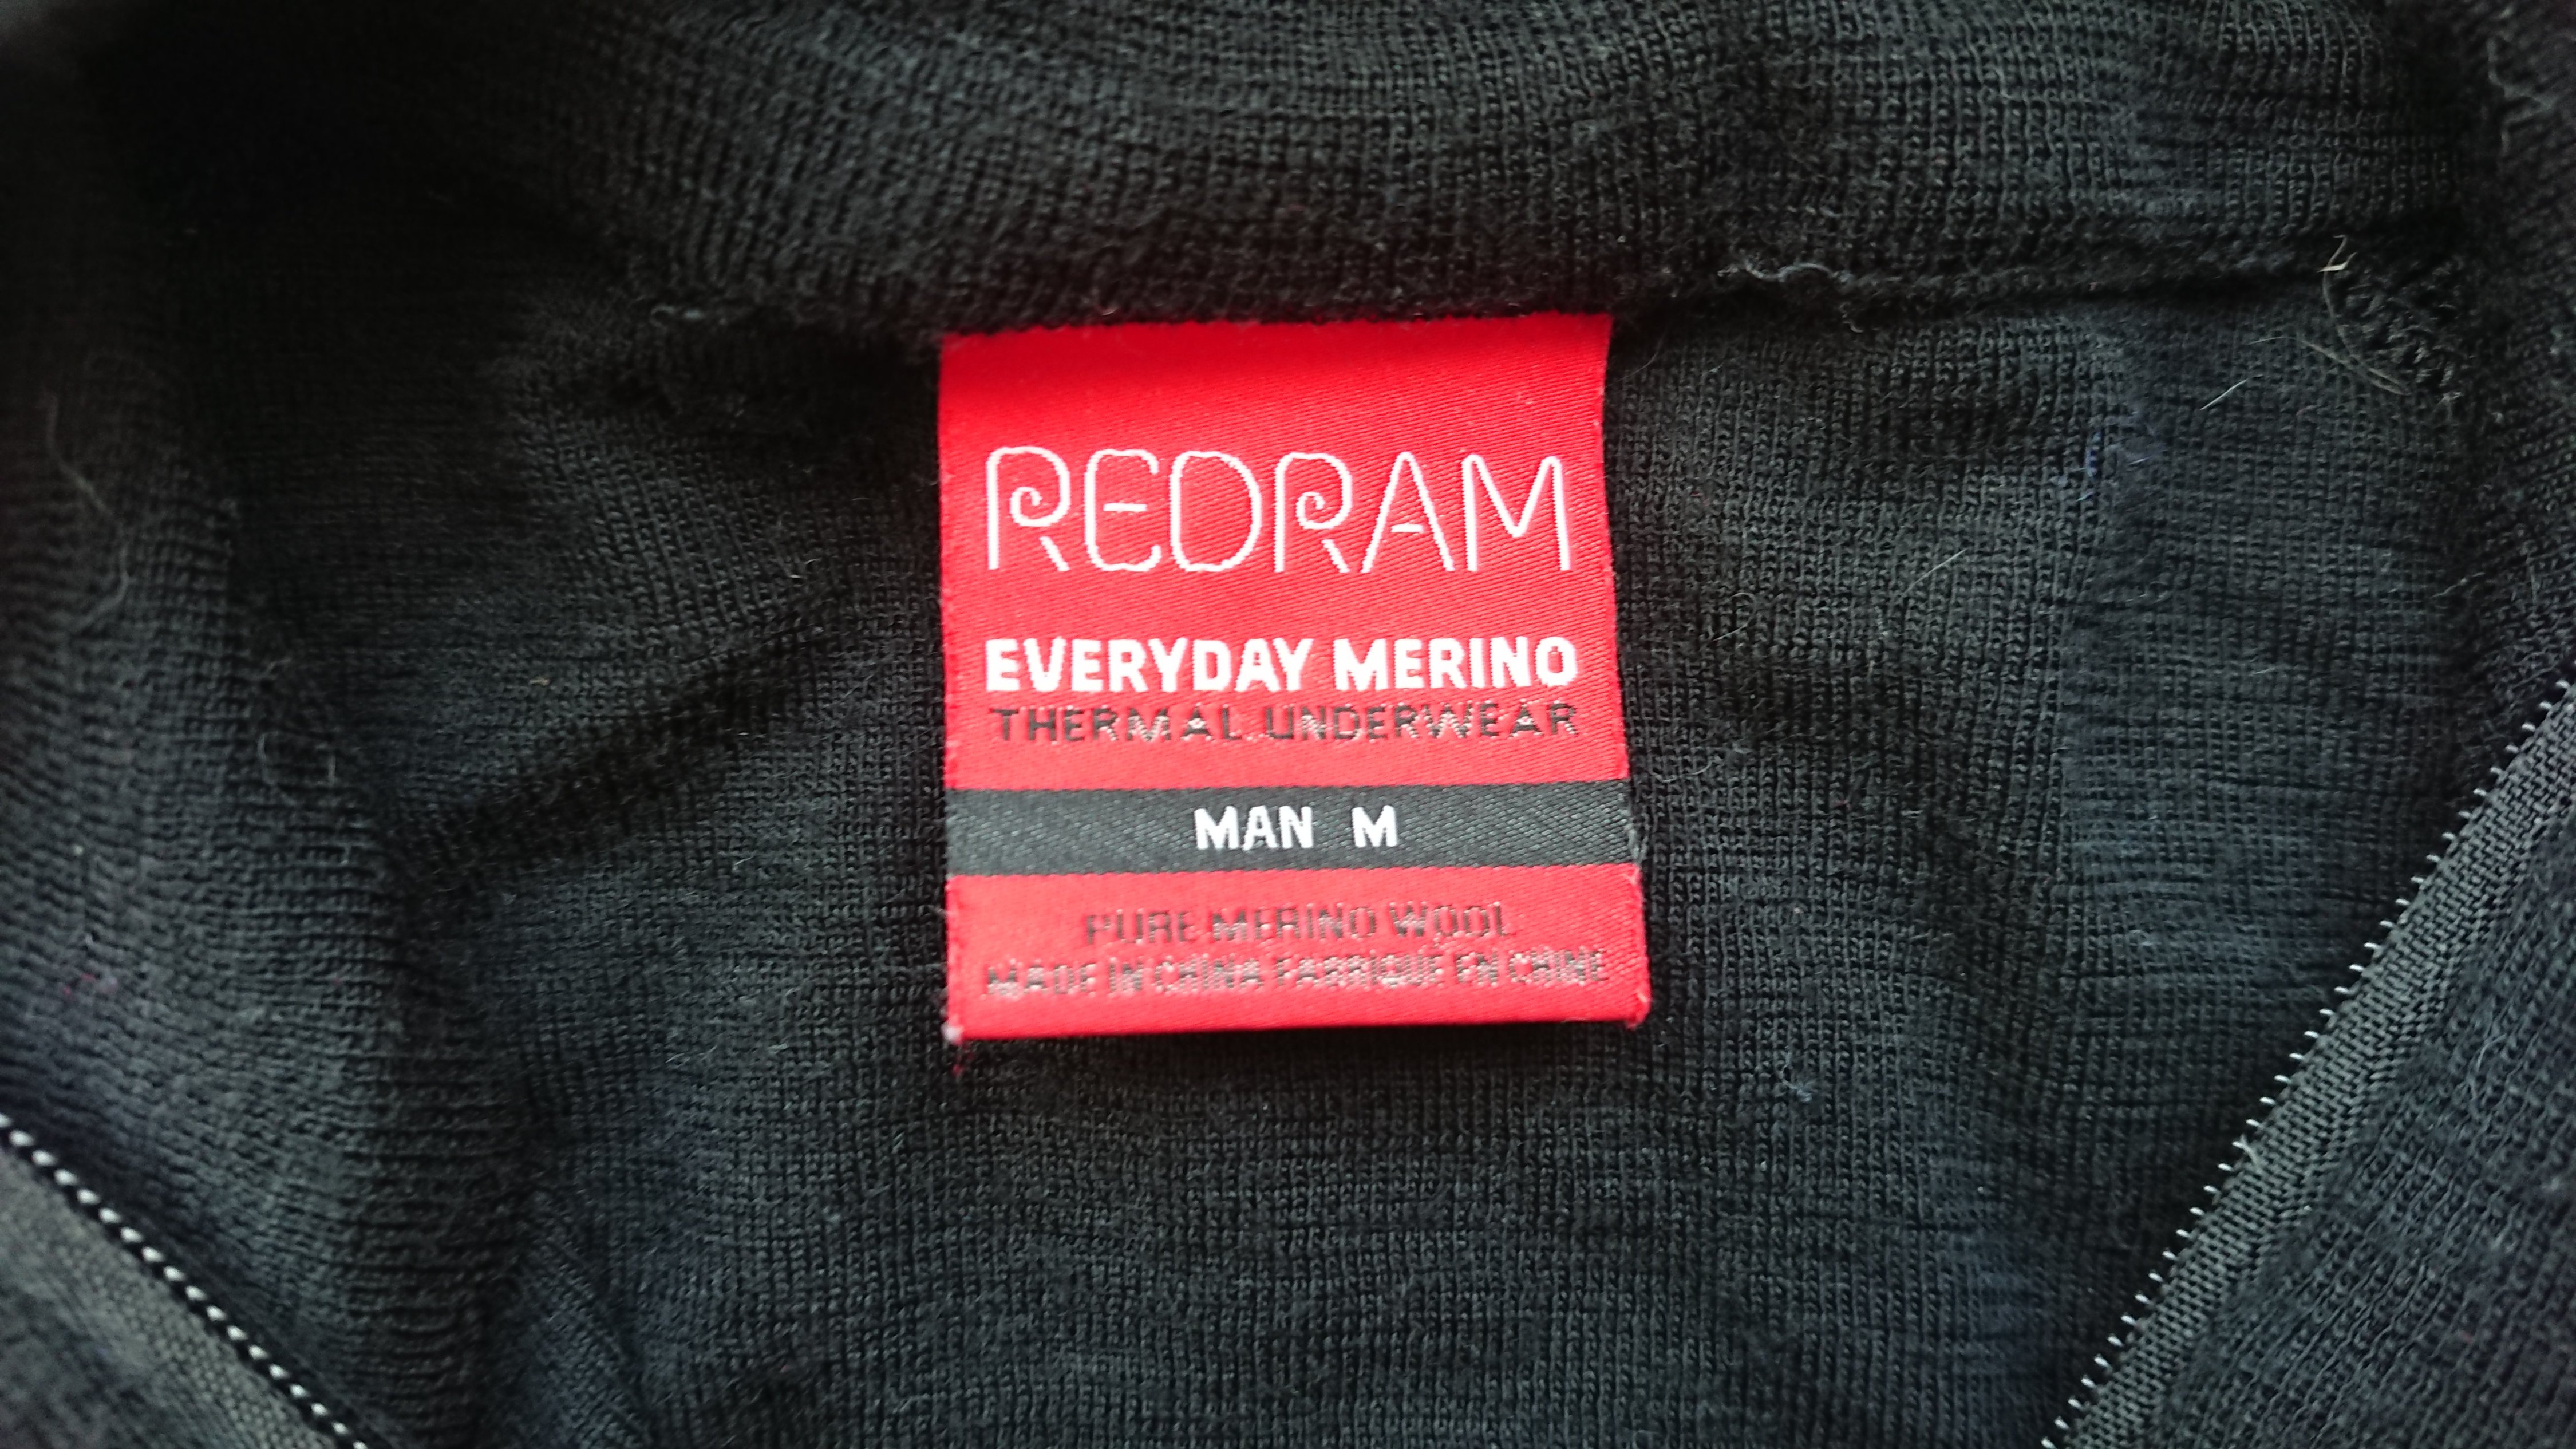 REDRAM
EVERYDAY MERINO
THERMAL UNDERWEAR
MAN M
PURE MERINO WOOL
MADE IN CHINA FABRIQUE EN CHINE